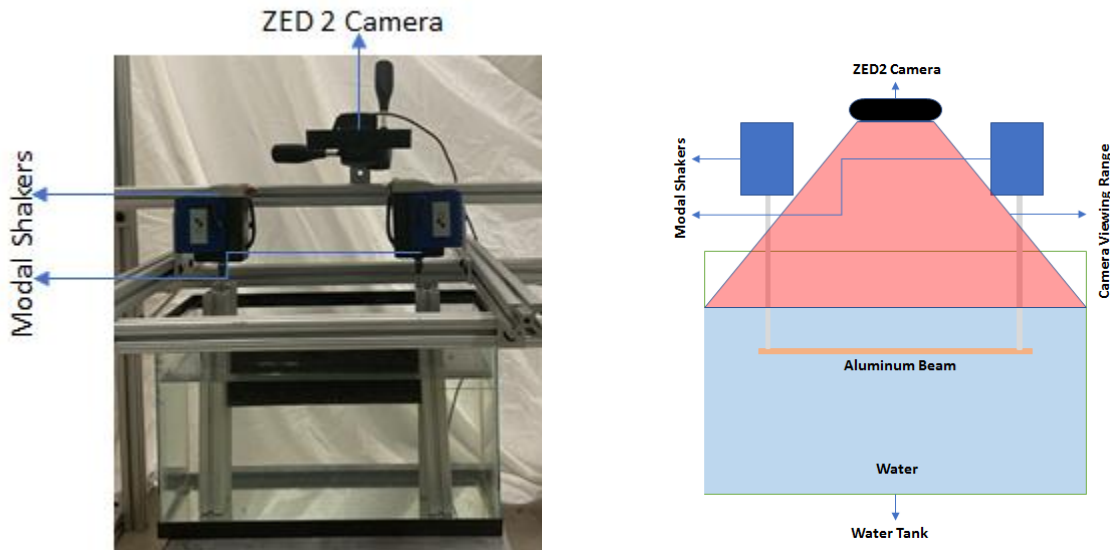 ZED 2 Camera
Modal Shakers
ZED2 Camera
Modal Shakers
Camera Viewing Range
Aluminum Beam
Water
Water Tank